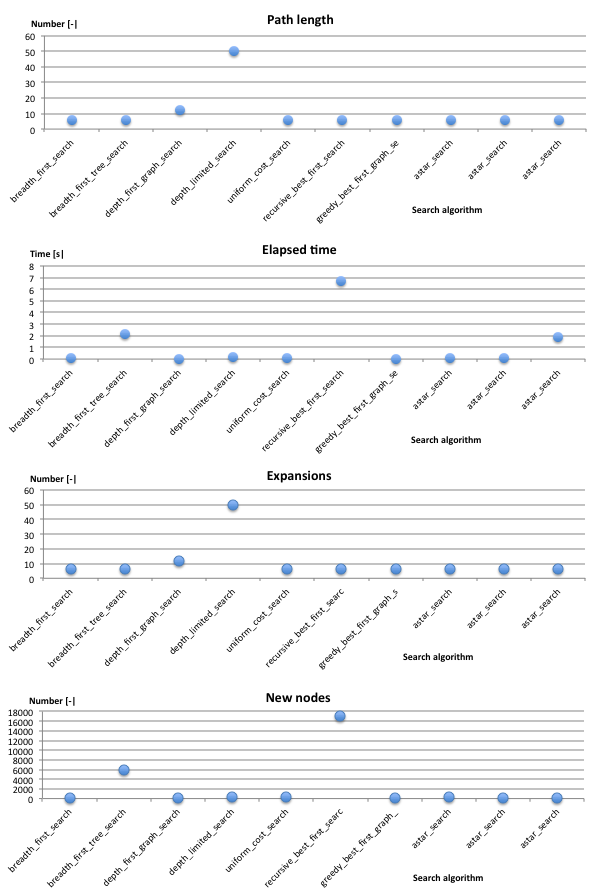 Path length
Number [-]
60
50
40
30
20
10
0
breadth_first_search
breadth_first_tree_search
depth_first_graph_search
depth_limited_search
uniform_cost_search
recursive_best_first_search
greedy_best_first_graph_se
astar_search
astar_search
astar_search
Search algorithm
Elapsed time
Time [s]
8
7
6
5
4
3
2
1
0
breadth_first_search
breadth_first_tree_search
depth_first_graph_search
depth_limited_search
uniform_cost_search
recursive_best_first_search
greedy_best_first_graph_se
astar_search
astar_search
astar_search
Search algorithm
Expansions
Number [-]
60
50
40
30
20
10
0
breadth_first_search
breadth_first_tree_search
depth_first_graph_search
depth_limited_search
uniform_cost_search
recursive_best_first_searc
greedy_best_first_graph_s
astar_search
astar_search
astar_search
Search algorithm
New nodes
Number [-]
18000
16000
14000
12000
10000
8000
6000
4000
2000
0
breadth_first_search
breadth_first_tree_search
depth_first_graph_search
depth_limited_search
uniform_cost_search
recursive_best_first_searc
greedy_best_first_graph_
astar_search
astar_search
astar_search
Search algorithm